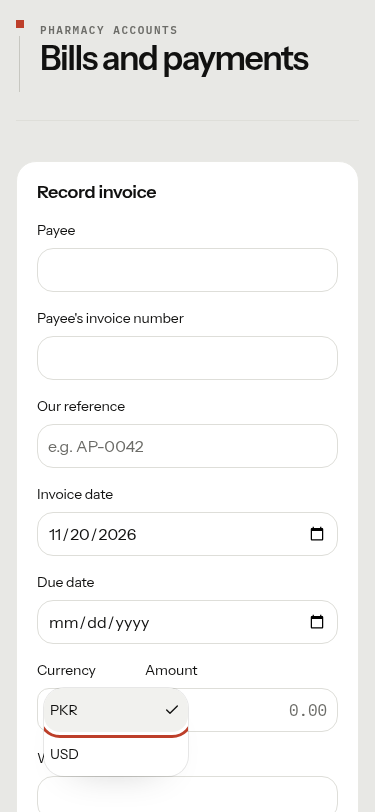 PHARMACY ACCOUNTS
Bills and payments
Record invoice
Payee
Payee's invoice number
Our reference
e.g. AP-0042
Invoice date
11/20/2026
Due date
mm/dd/yyyy
Currency Amount
PKR 0.00
USD